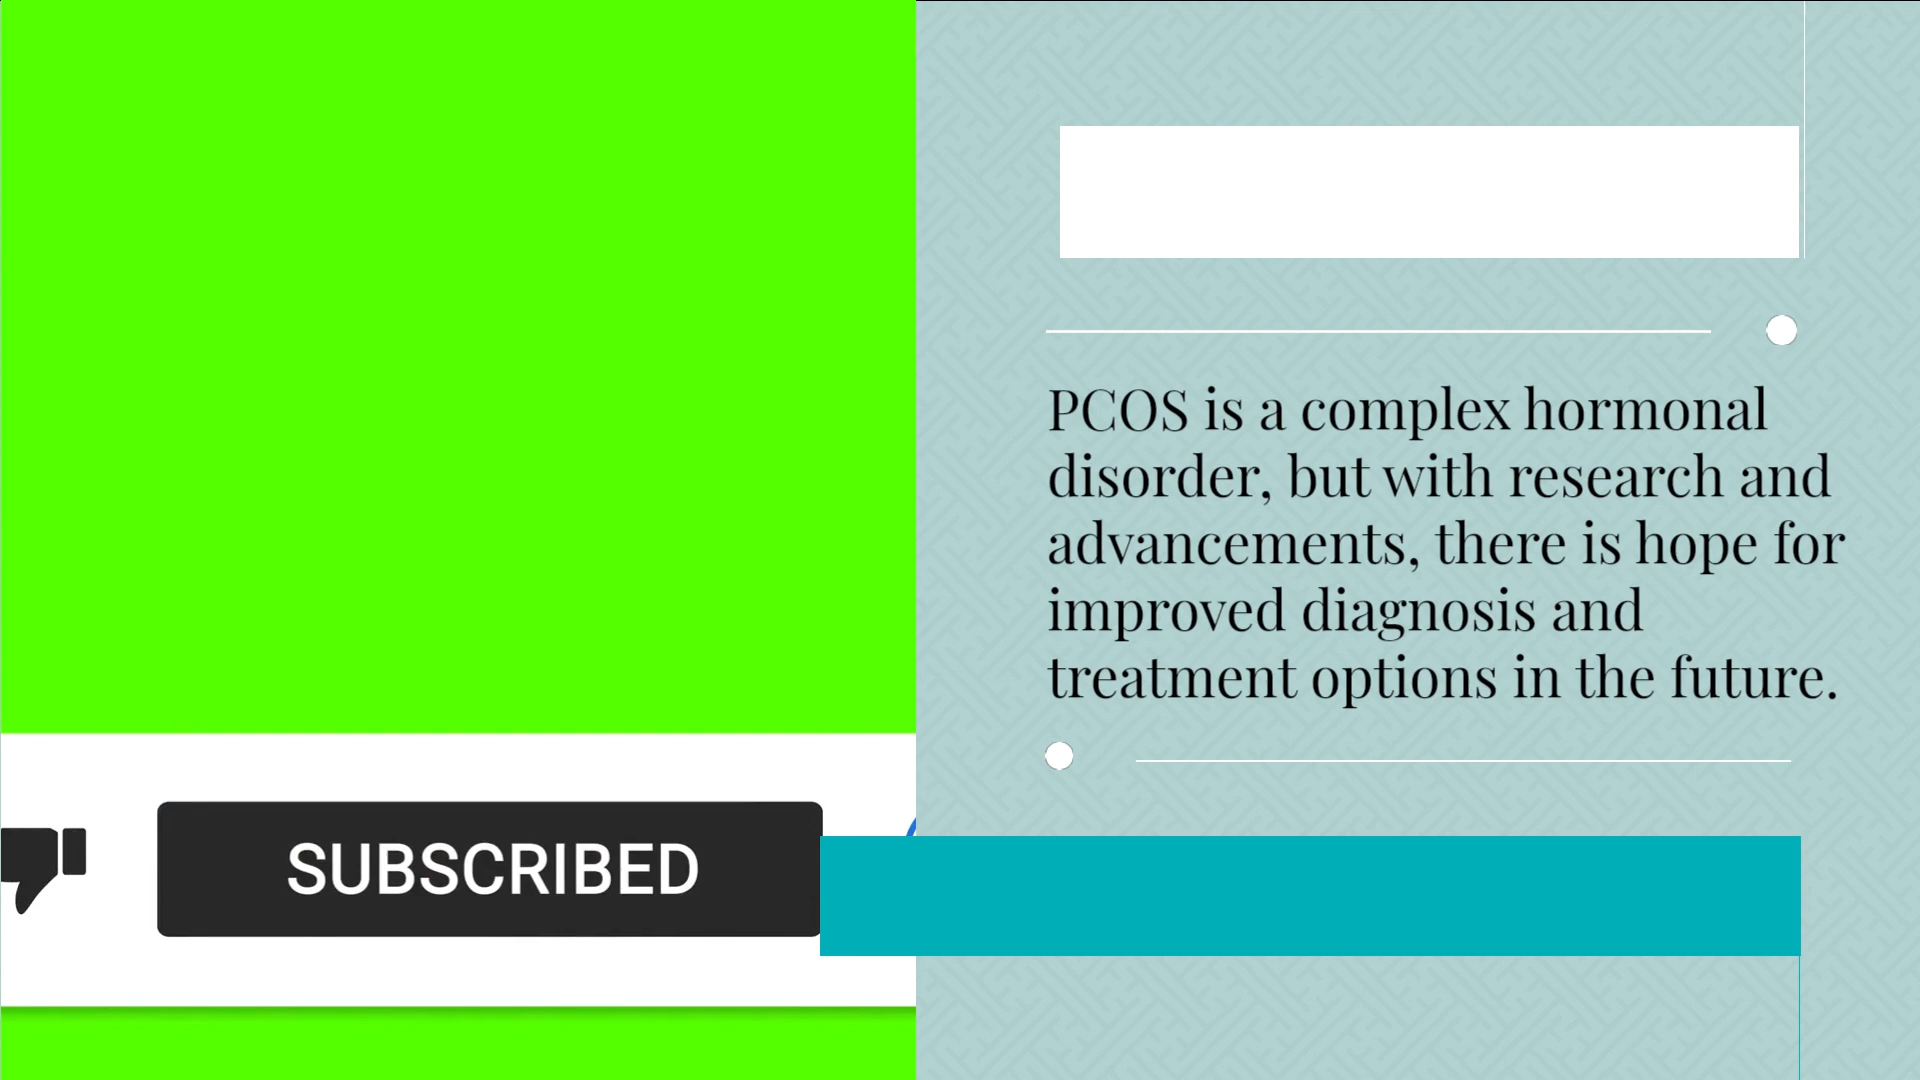 PCOS is a complex hormonal
disorder, but with research and
advancements, there is hope for
improved diagnosis and
treatment options in the future.
SUBSCRIBED